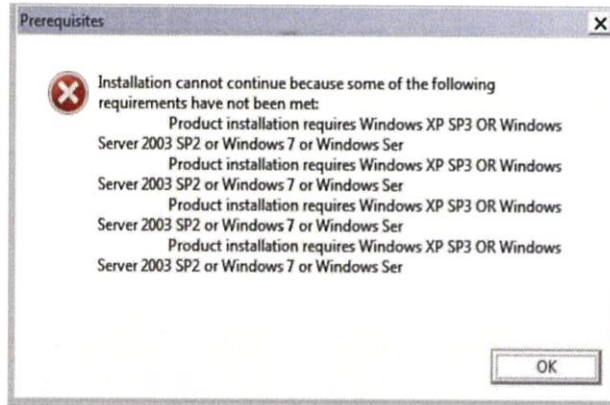 Prerequisites
Installation cannot continue because some of the following
requirements have not been met:
Product installation requires Windows XP SP3 OR Windows
Server 2003 SP2 or Windows 7 or Windows Ser
Product installation requires Windows XP SP3 OR Windows
Server 2003 SP2 or Windows 7 or Windows Ser
Product installation requires Windows XP SP3 OR Windows
Server 2003 SP2 or Windows 7 or Windows Ser
Product installation requires Windows XP SP3 OR Windows
Server 2003 SP2 or Windows 7 or Windows Ser
OK